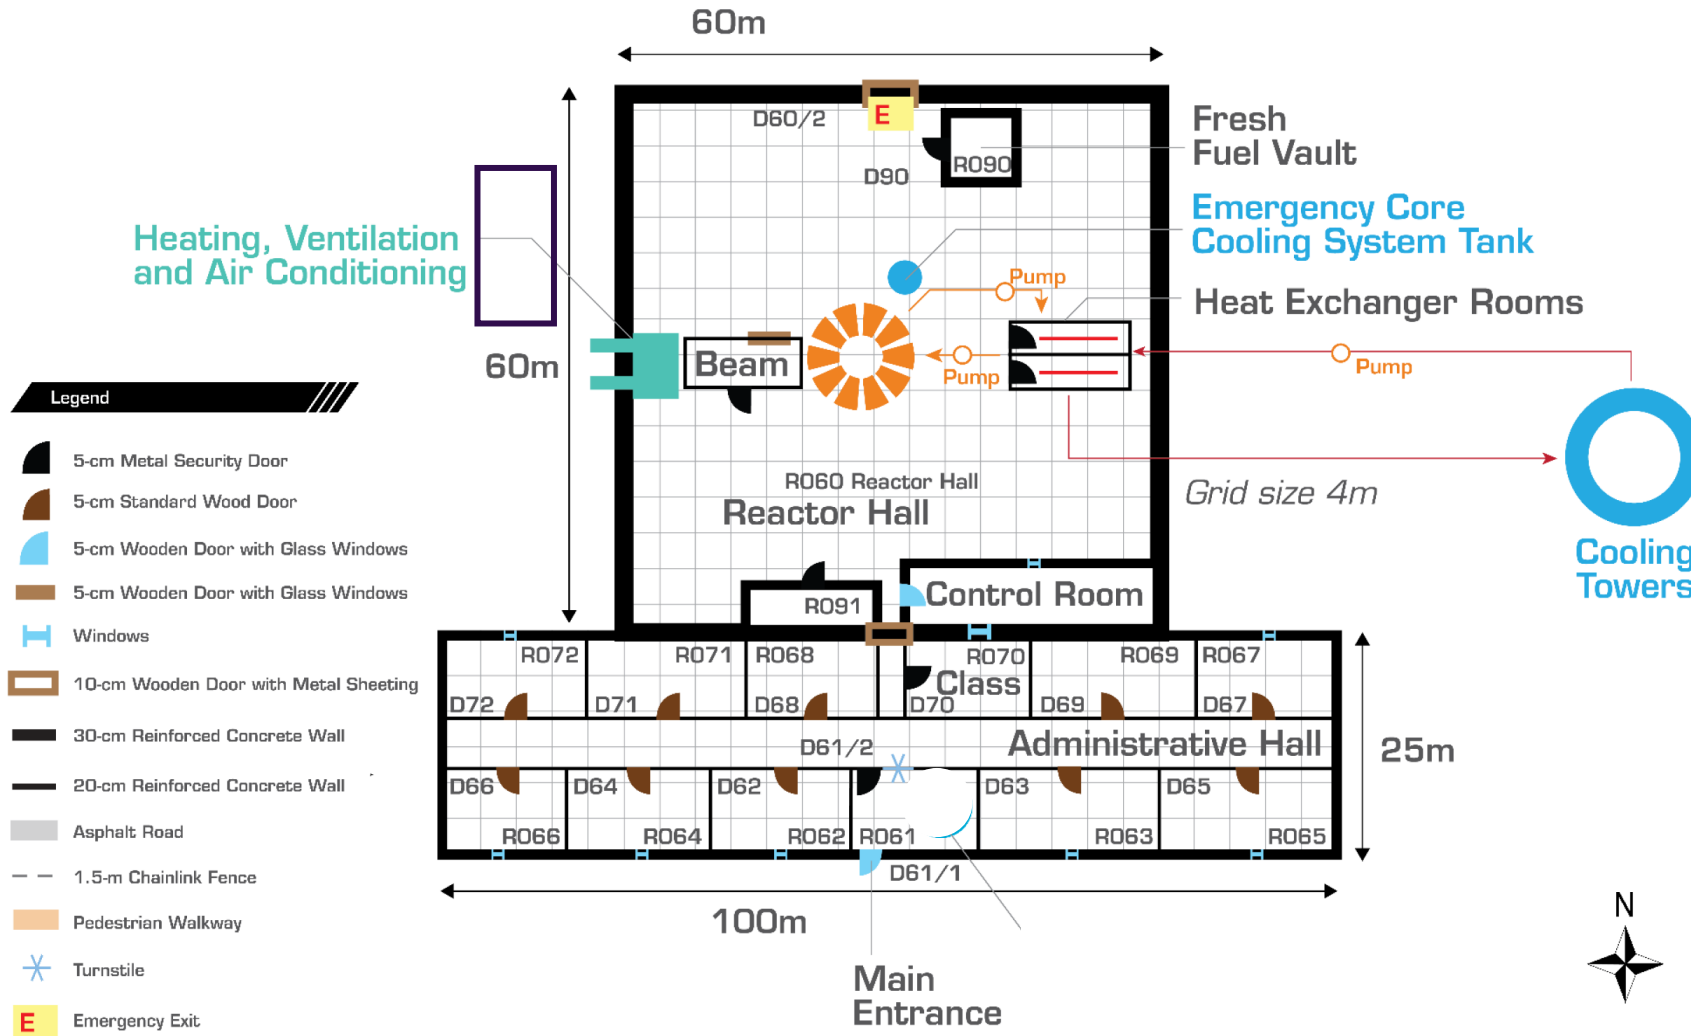 60m
D60/2
E
Fresh
Fuel Vault
R090
D90
Emergency Core
Cooling System Tank
Heating, Ventilation
and Air Conditioning
Pump
Heat Exchanger Rooms
60m
Beam
Pump
Pump
Legend
5-cm Metal Security Door
5-cm Standard Wood Door
5-cm Wooden Door with Glass Windows
5-cm Wooden Door with Glass Windows
Windows
10-cm Wooden Door with Metal Sheeting
30-cm Reinforced Concrete Wall
20-cm Reinforced Concrete Wall
Asphalt Road
1.5-m Chainlink Fence
Pedestrian Walkway
Turnstile
E
Emergency Exit
R060 Reactor Hall
Reactor Hall
Grid size 4m
Cooling
Towers
R091
Control Room
R072
R071
R068
R070
R069
R067
Class
D72
D71
D68
D70
D69
D67
D61/2
Administrative Hall
25m
D66
D64
D62
D63
D65
R066
R064
R062
R061
R063
R065
D61/1
100m
Main
Entrance
N